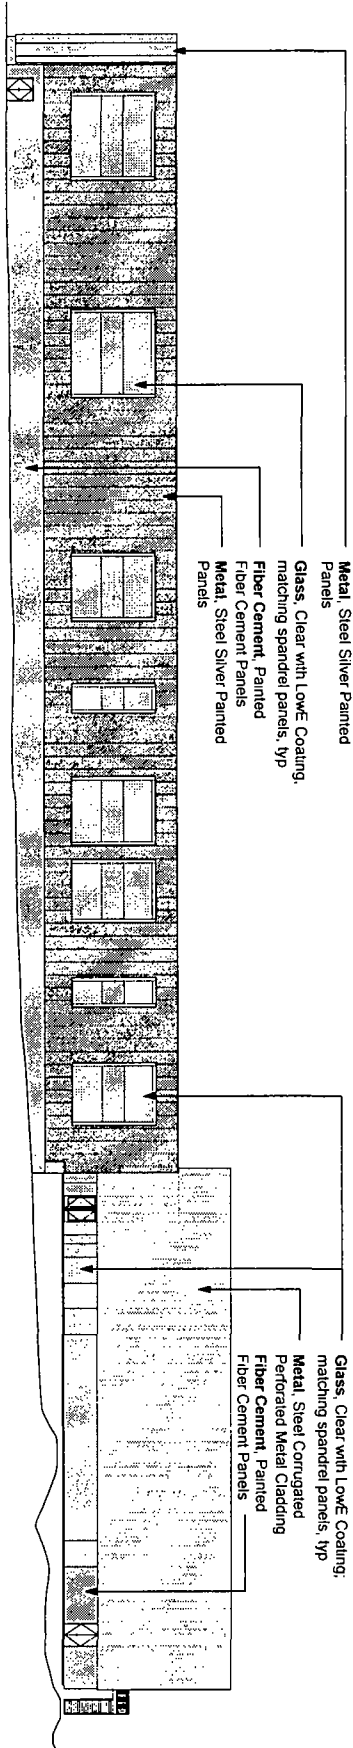 Metal, Steel Silver Painted
Panels
Glass, Clear with LowE Coating,
matching spandrel panels, typ
Fiber Cement, Painted
Fiber Cement Panels
Metal, Steel Silver Painted
Panels
Glass, Clear with LowE Coating;
matching spandrel panels, typ
Metal, Steel Corrugated
Perforated Metal Cladding
Fiber Cement, Painted
Fiber Cement Panels